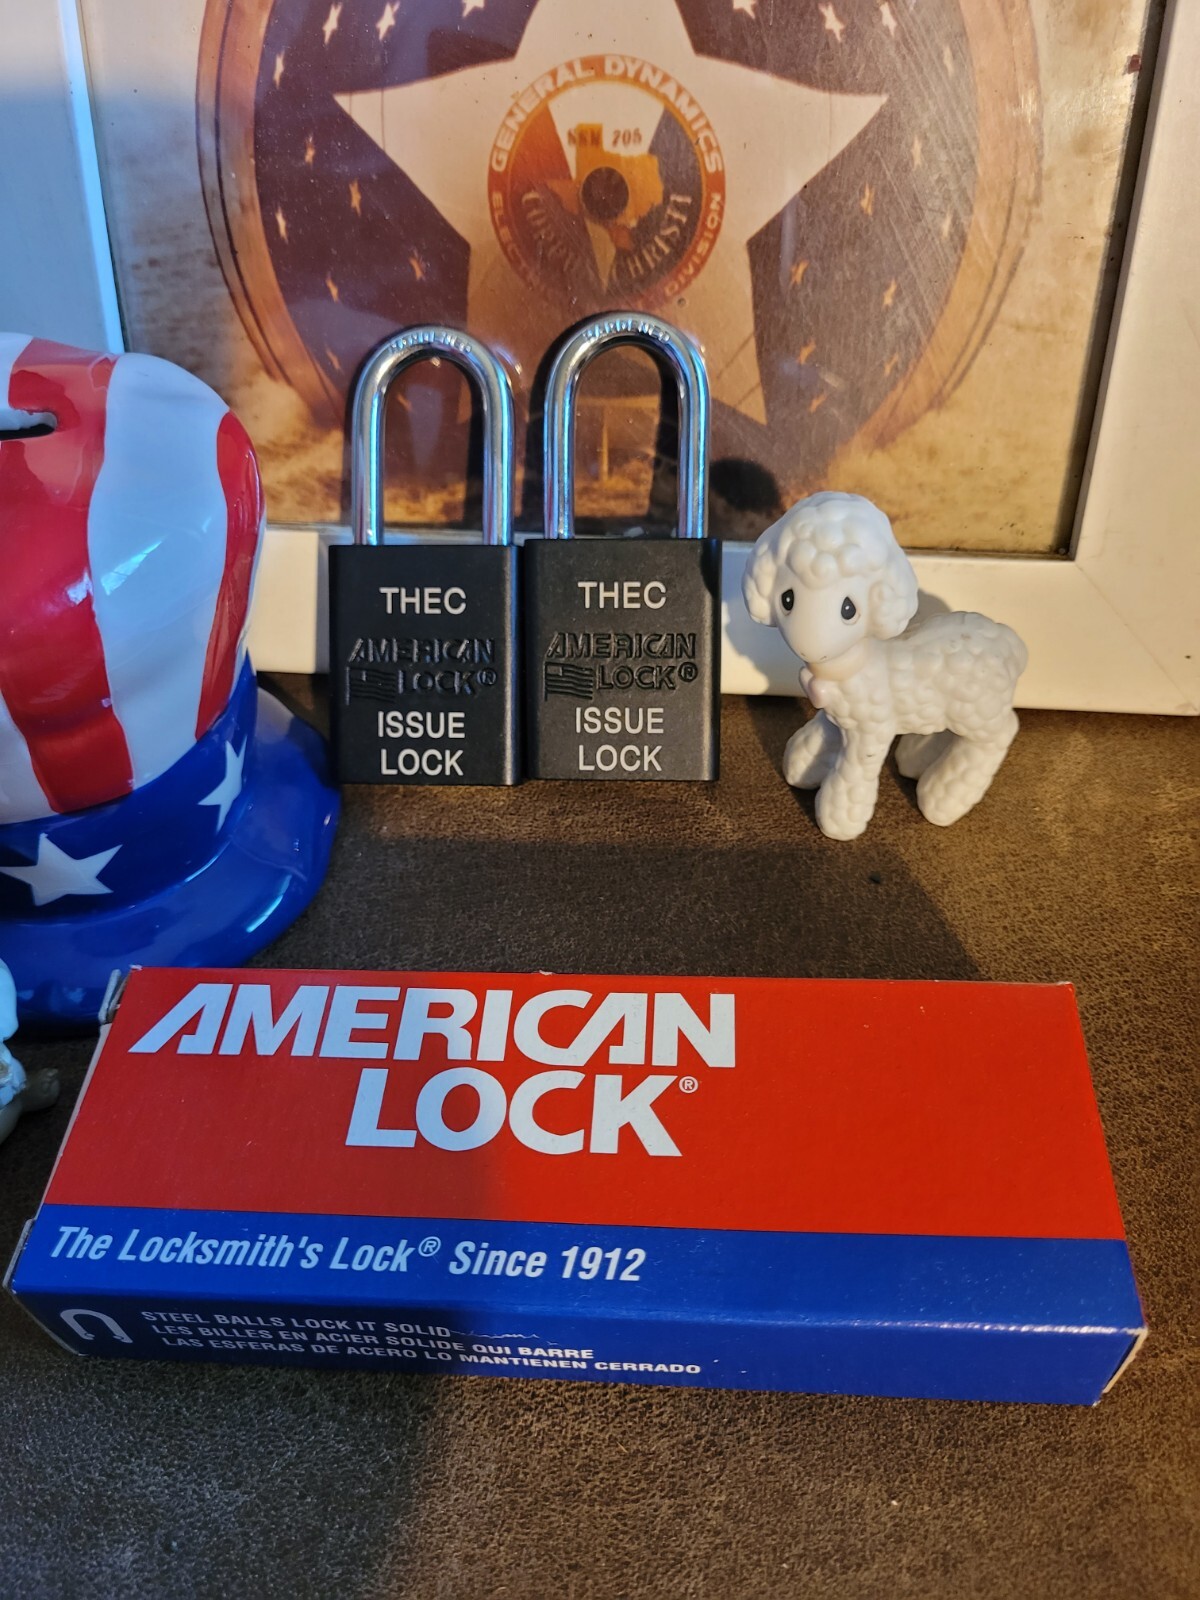 GENERAL DYNAMICS
SSN 705
CORPUS CHRISTI
DIVISION
HARDENED
HARDENED
THEC
AMERICAN
LOCK®
ISSUE
LOCK
THEC
AMERICAN
LOCK®
ISSUE
LOCK
AMERICAN
LOCK®
The Locksmith's Lock® Since 1912
STEEL BALLS LOCK IT SOLID
LES BILLES EN ACIER SOLIDE QUI BARRE
LAS ESFERAS DE ACERO LO MANTIENEN CERRADO